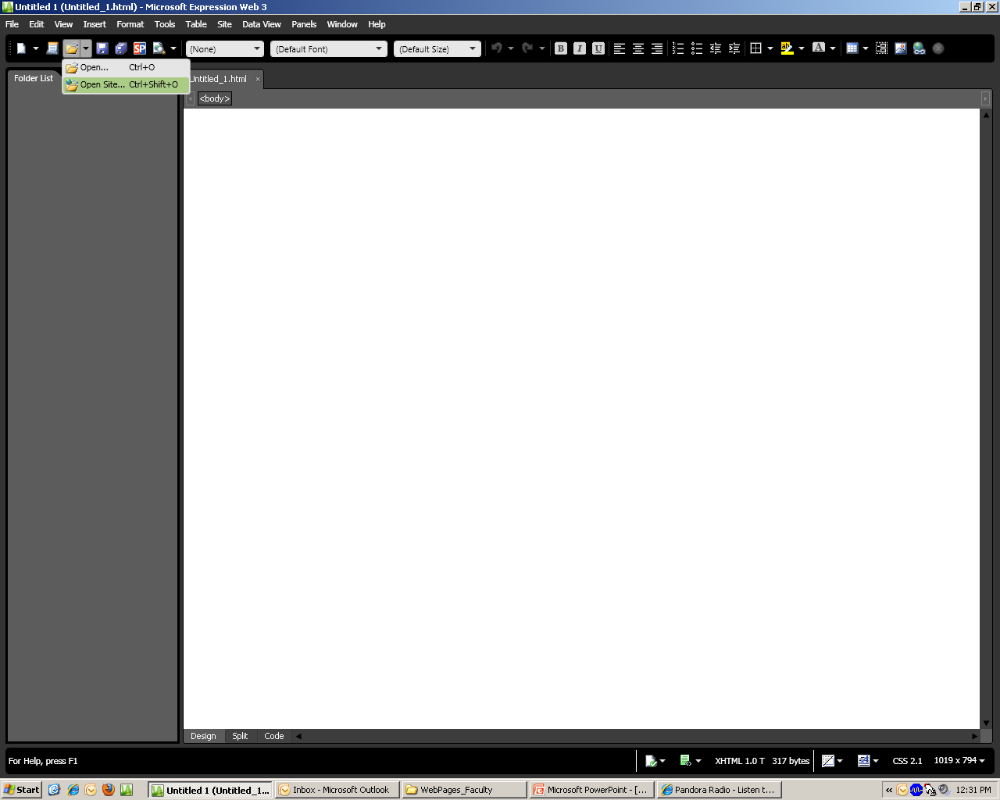 Untitled 1 (Untitled_1.html) - Microsoft Expression Web 3
File Edit View Insert Format Tools Table Site Data View Panels Window Help
SP (None) (Default Font) (Default Size) B I U ab A
Open... Ctrl+O
Open Site... Ctrl+Shift+O
Folder List
Untitled_1.html ×
<body>
Design Split Code
For Help, press F1
XHTML 1.0 T 317 bytes CSS 2.1 1019 x 794
Start Untitled 1 (Untitled_1... Inbox - Microsoft Outlook WebPages_Faculty Microsoft PowerPoint - [... Pandora Radio - Listen t... « 12:31 PM